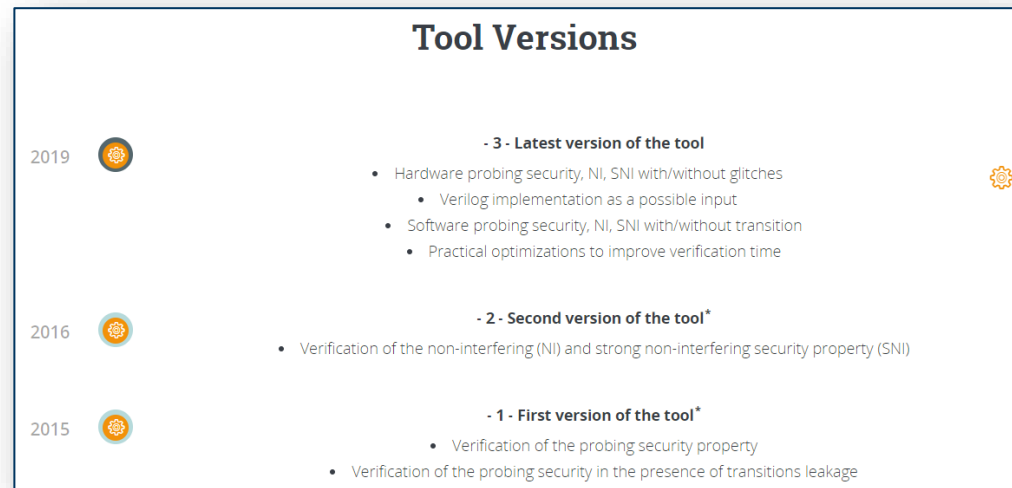 Tool Versions
2019
- 3 - Latest version of the tool
• Hardware probing security, NI, SNI with/without glitches
• Verilog implementation as a possible input
• Software probing security, NI, SNI with/without transition
• Practical optimizations to improve verification time
2016
- 2 - Second version of the tool*
• Verification of the non-interfering (NI) and strong non-interfering security property (SNI)
2015
- 1 - First version of the tool*
• Verification of the probing security property
• Verification of the probing security in the presence of transitions leakage